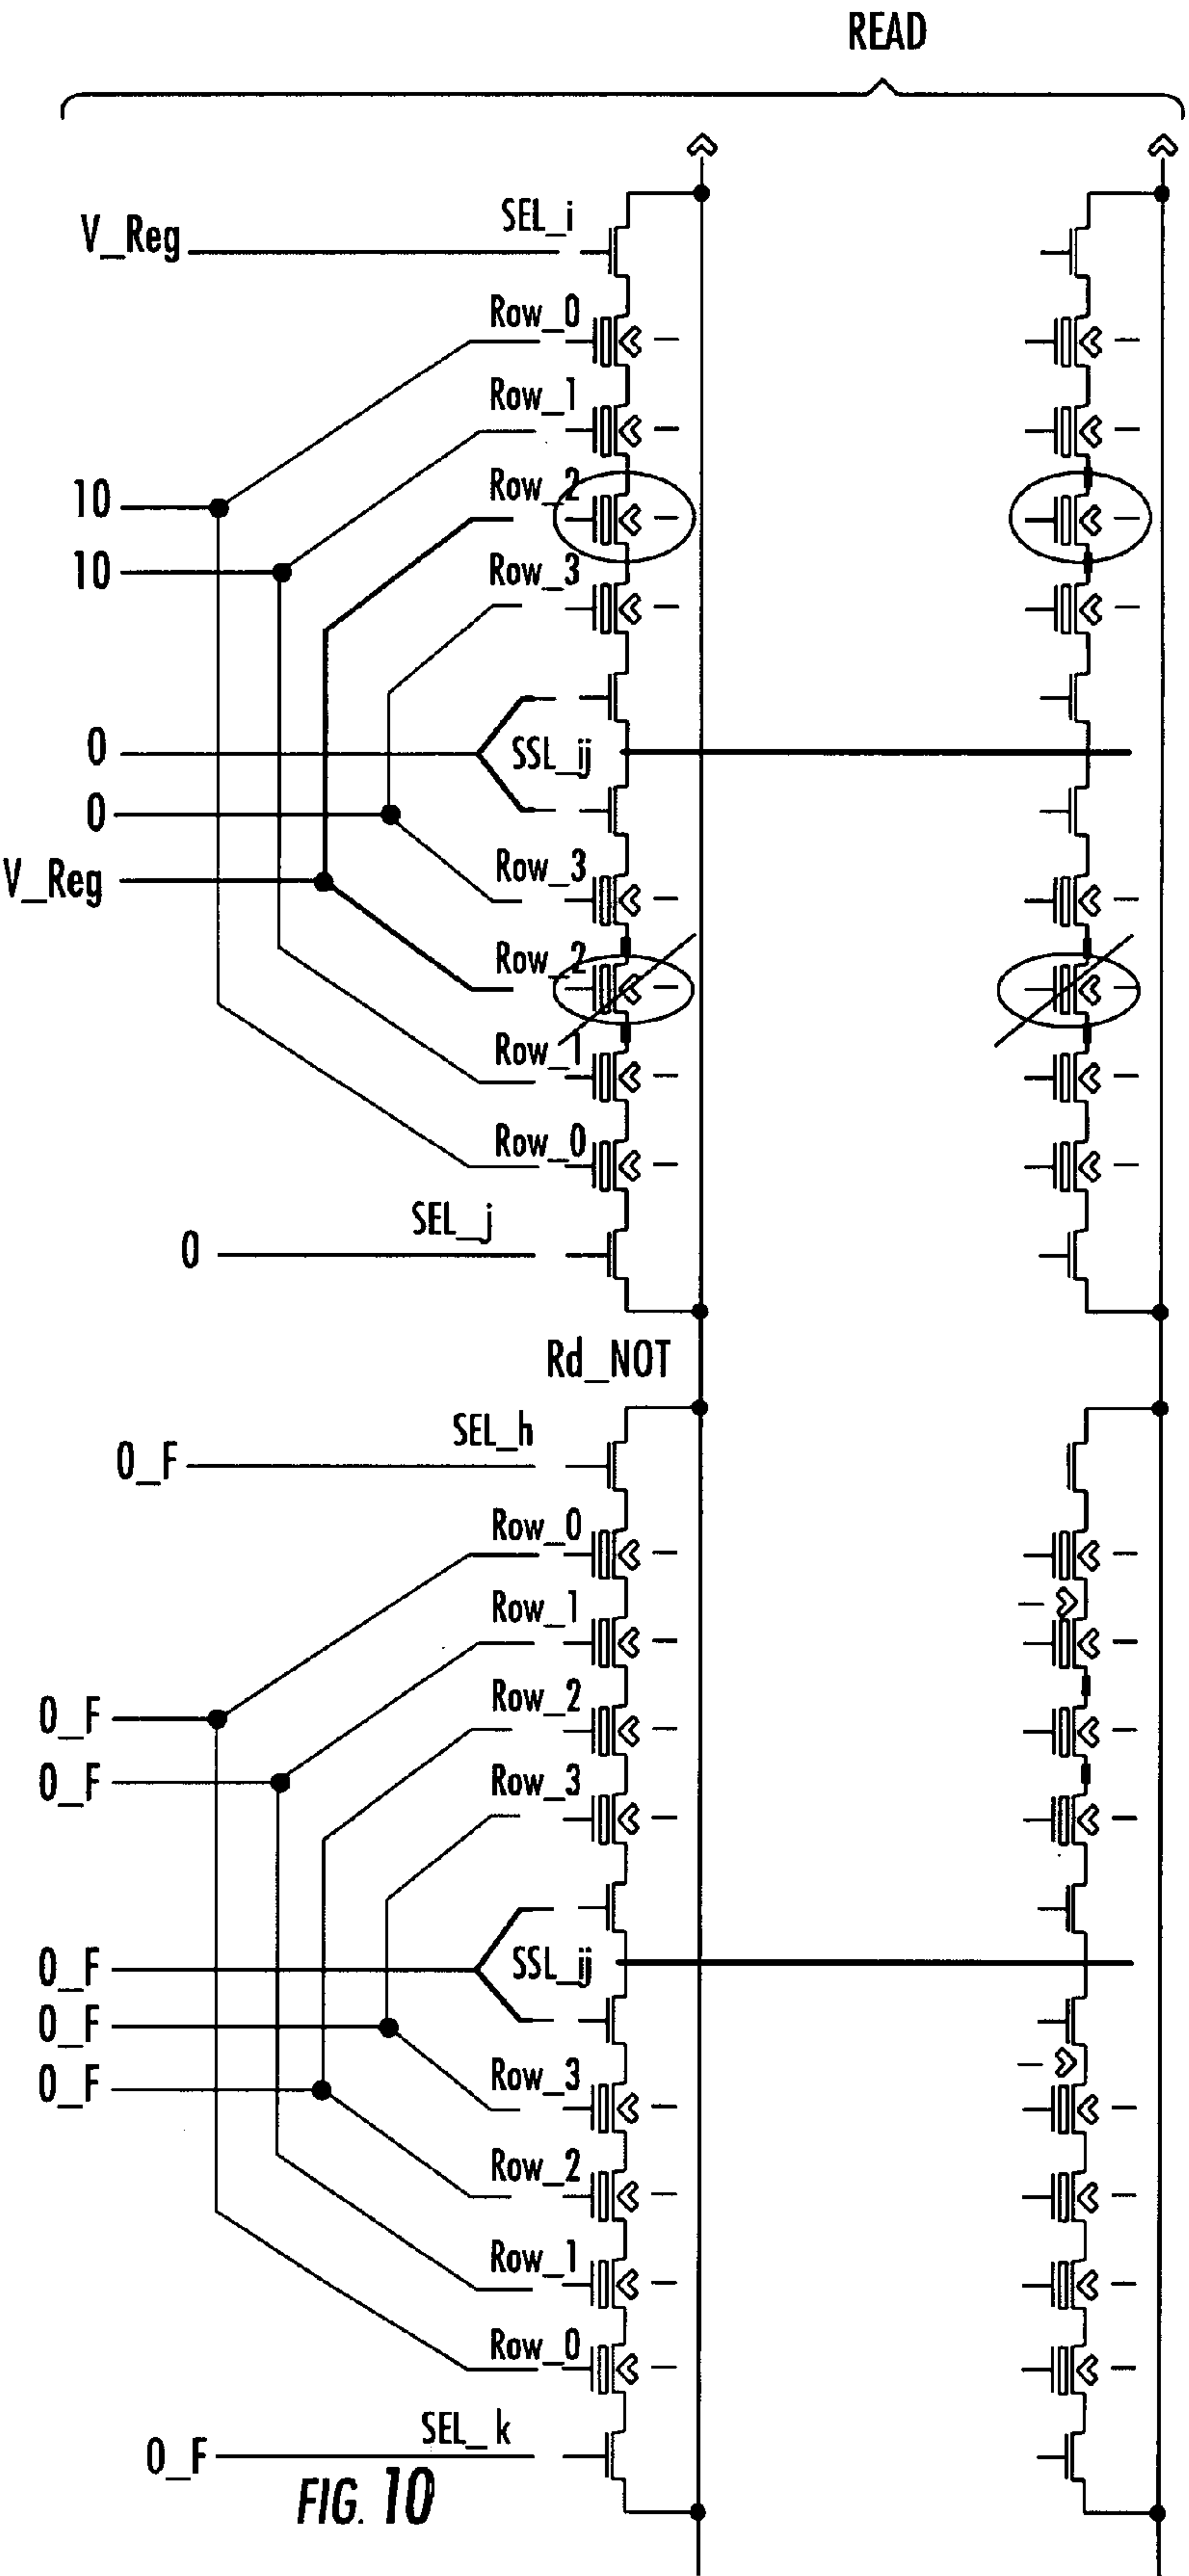 READ
SEL_i
V_Reg
Row_0
Row_1
10
Row_2
10
Row_3
0
SSL_ij
0
V_Reg
Row_3
Row_2
Row_1
Row_0
SEL_j
0
Rd_NOT
SEL_h
0_F
Row_0
Row_1
Row_2
0_F
0_F
Row_3
0_F
SSL_ij
0_F
0_F
Row_3
Row_2
Row_1
Row_0
SEL_k
0_F
FIG. 10